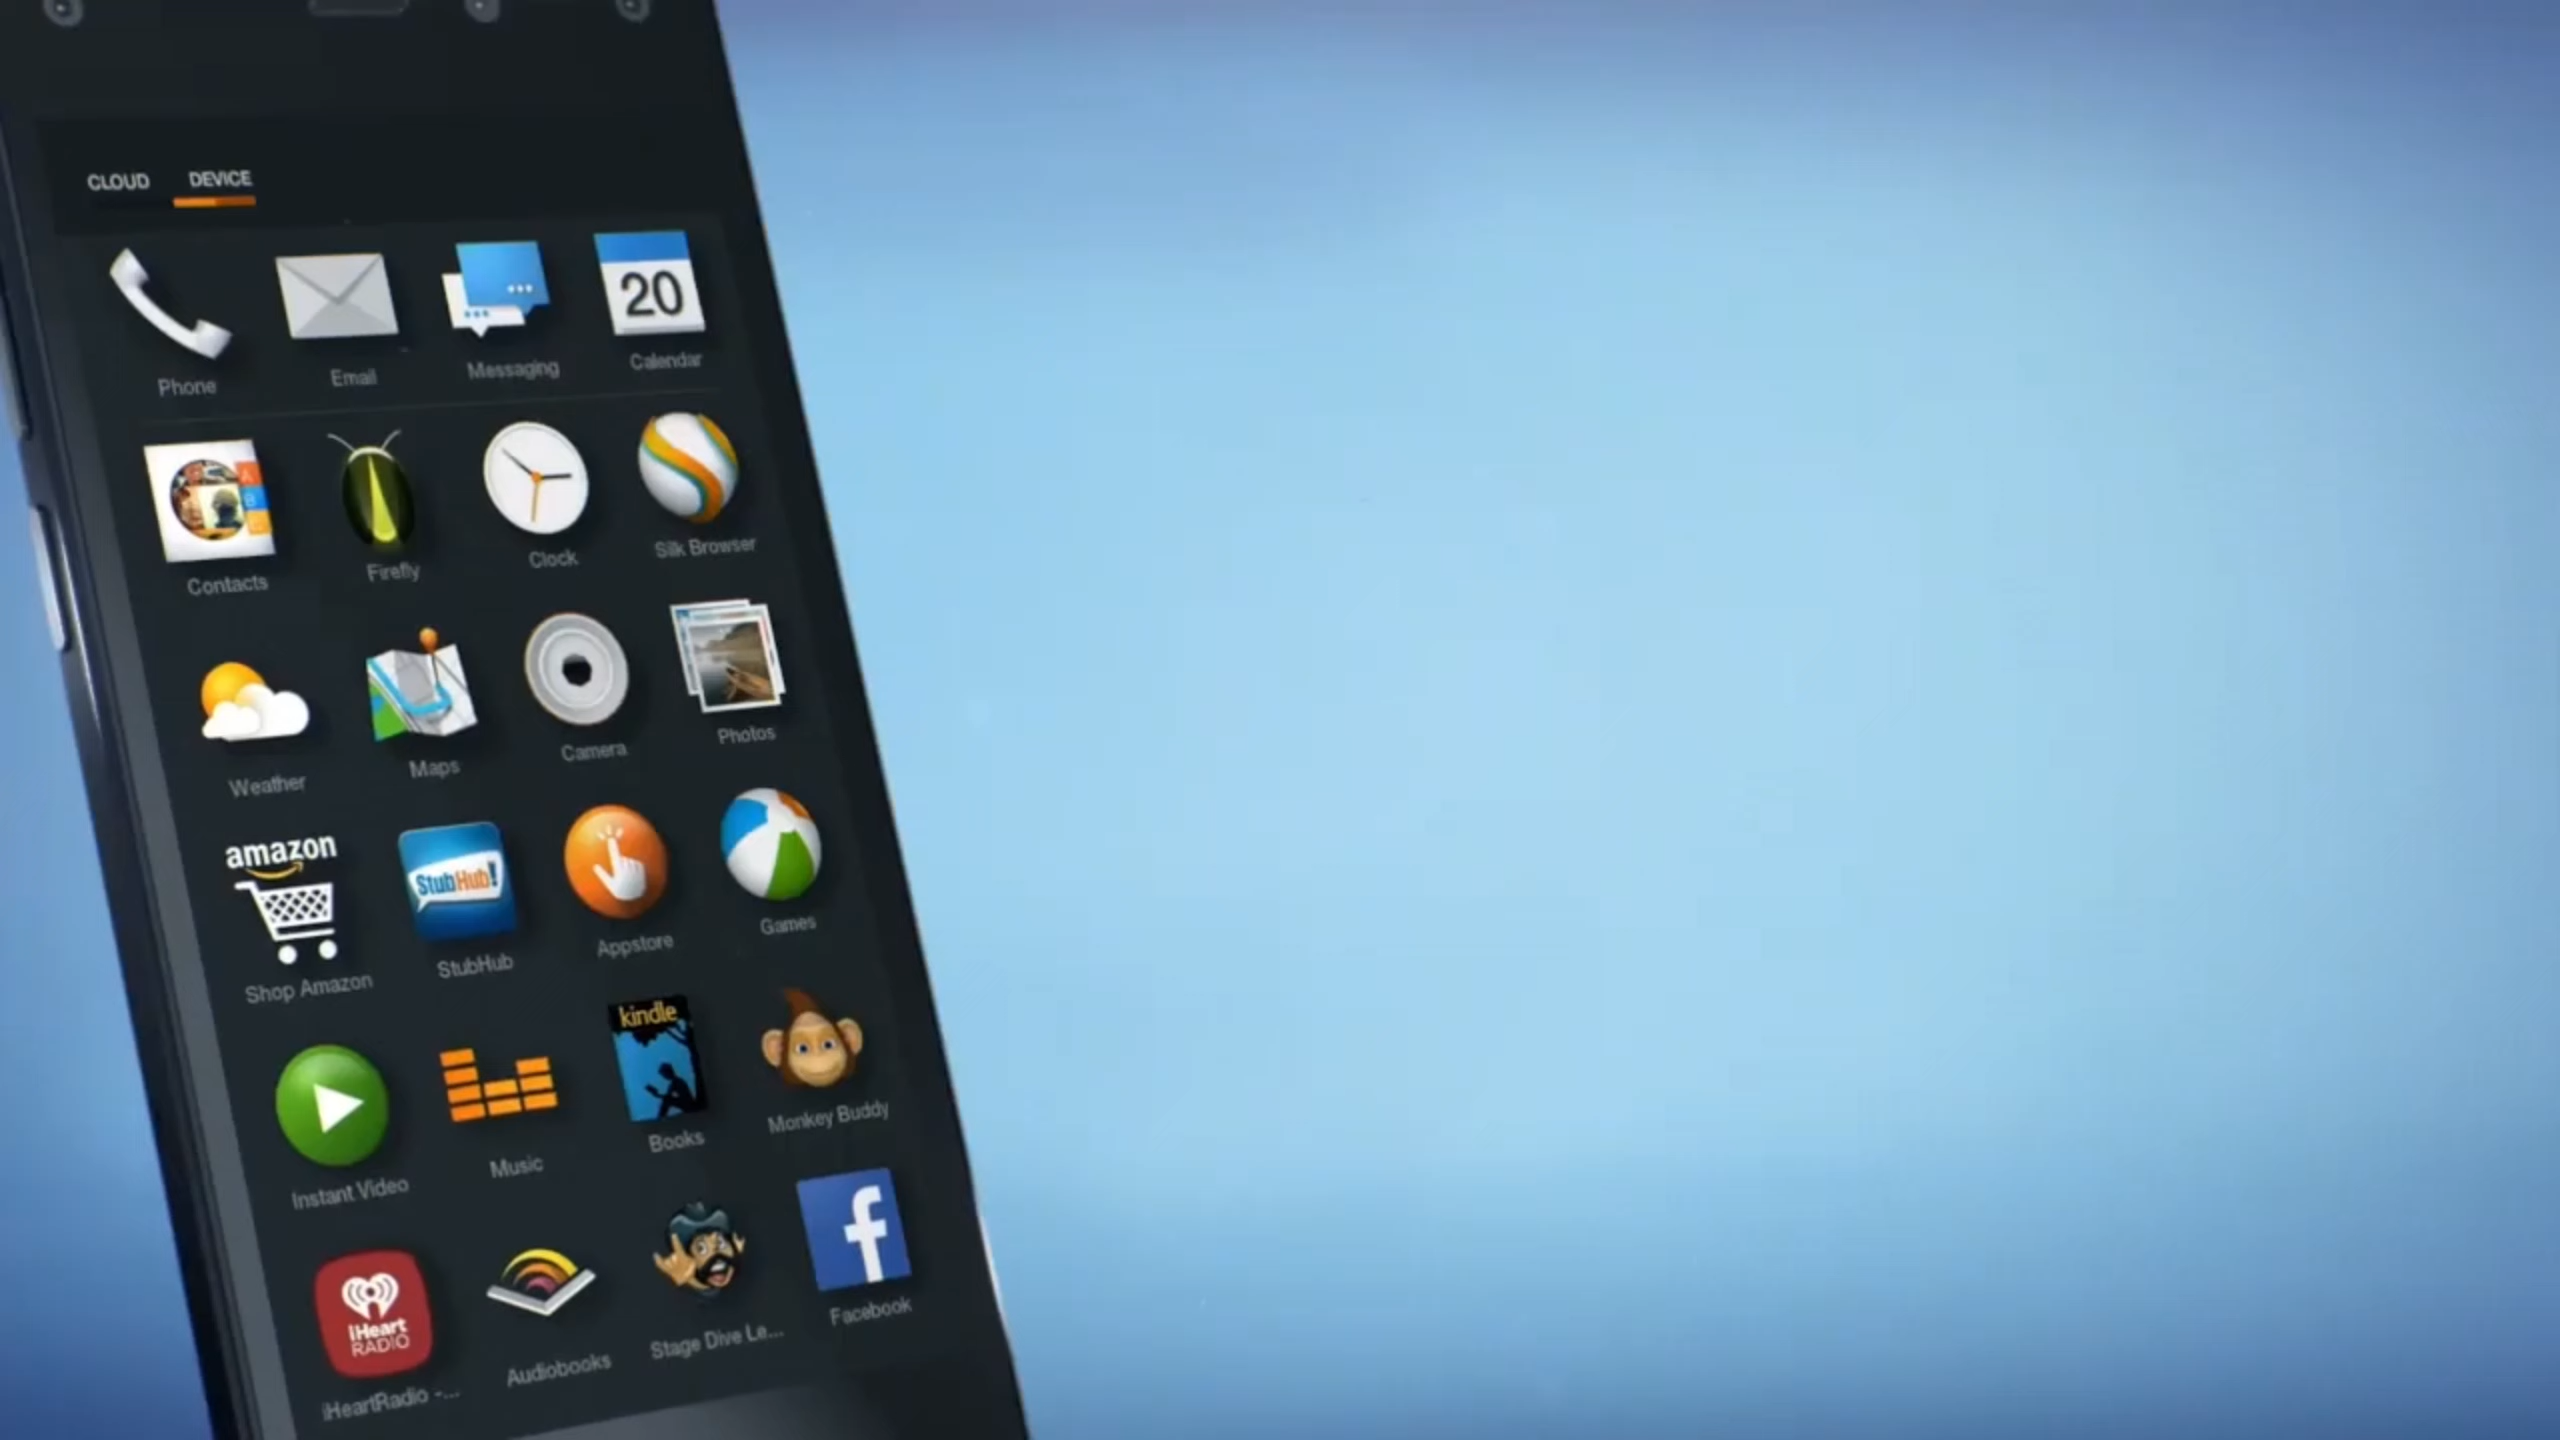 CLOUD DEVICE
20
Phone Email Messaging Calendar
A
B
C
Contacts Firefly Clock Silk Browser
Weather Maps Camera Photos
amazon
StubHub!
Shop Amazon StubHub Appstore Games
kindle
Instant Video Music Books Monkey Buddy
f
iHeart
RADIO
iHeartRadio -... Audiobooks Stage Dive Le... Facebook